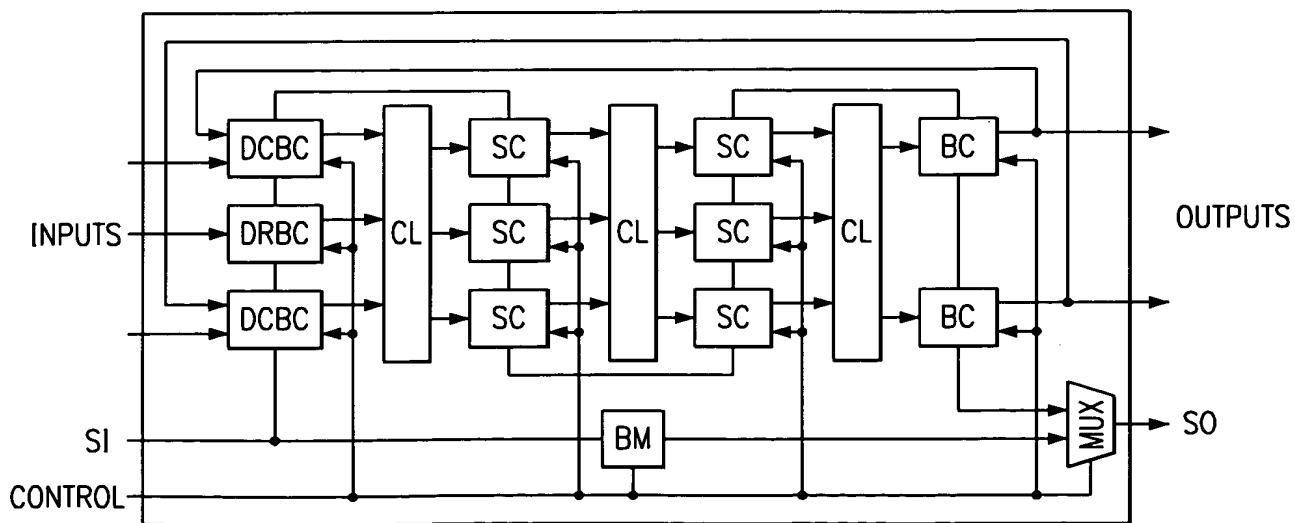 DCBC
SC
SC
BC
DRBC
SC
SC
INPUTS
CL
CL
CL
OUTPUTS
DCBC
SC
SC
BC
SI
BM
MUX
SO
CONTROL